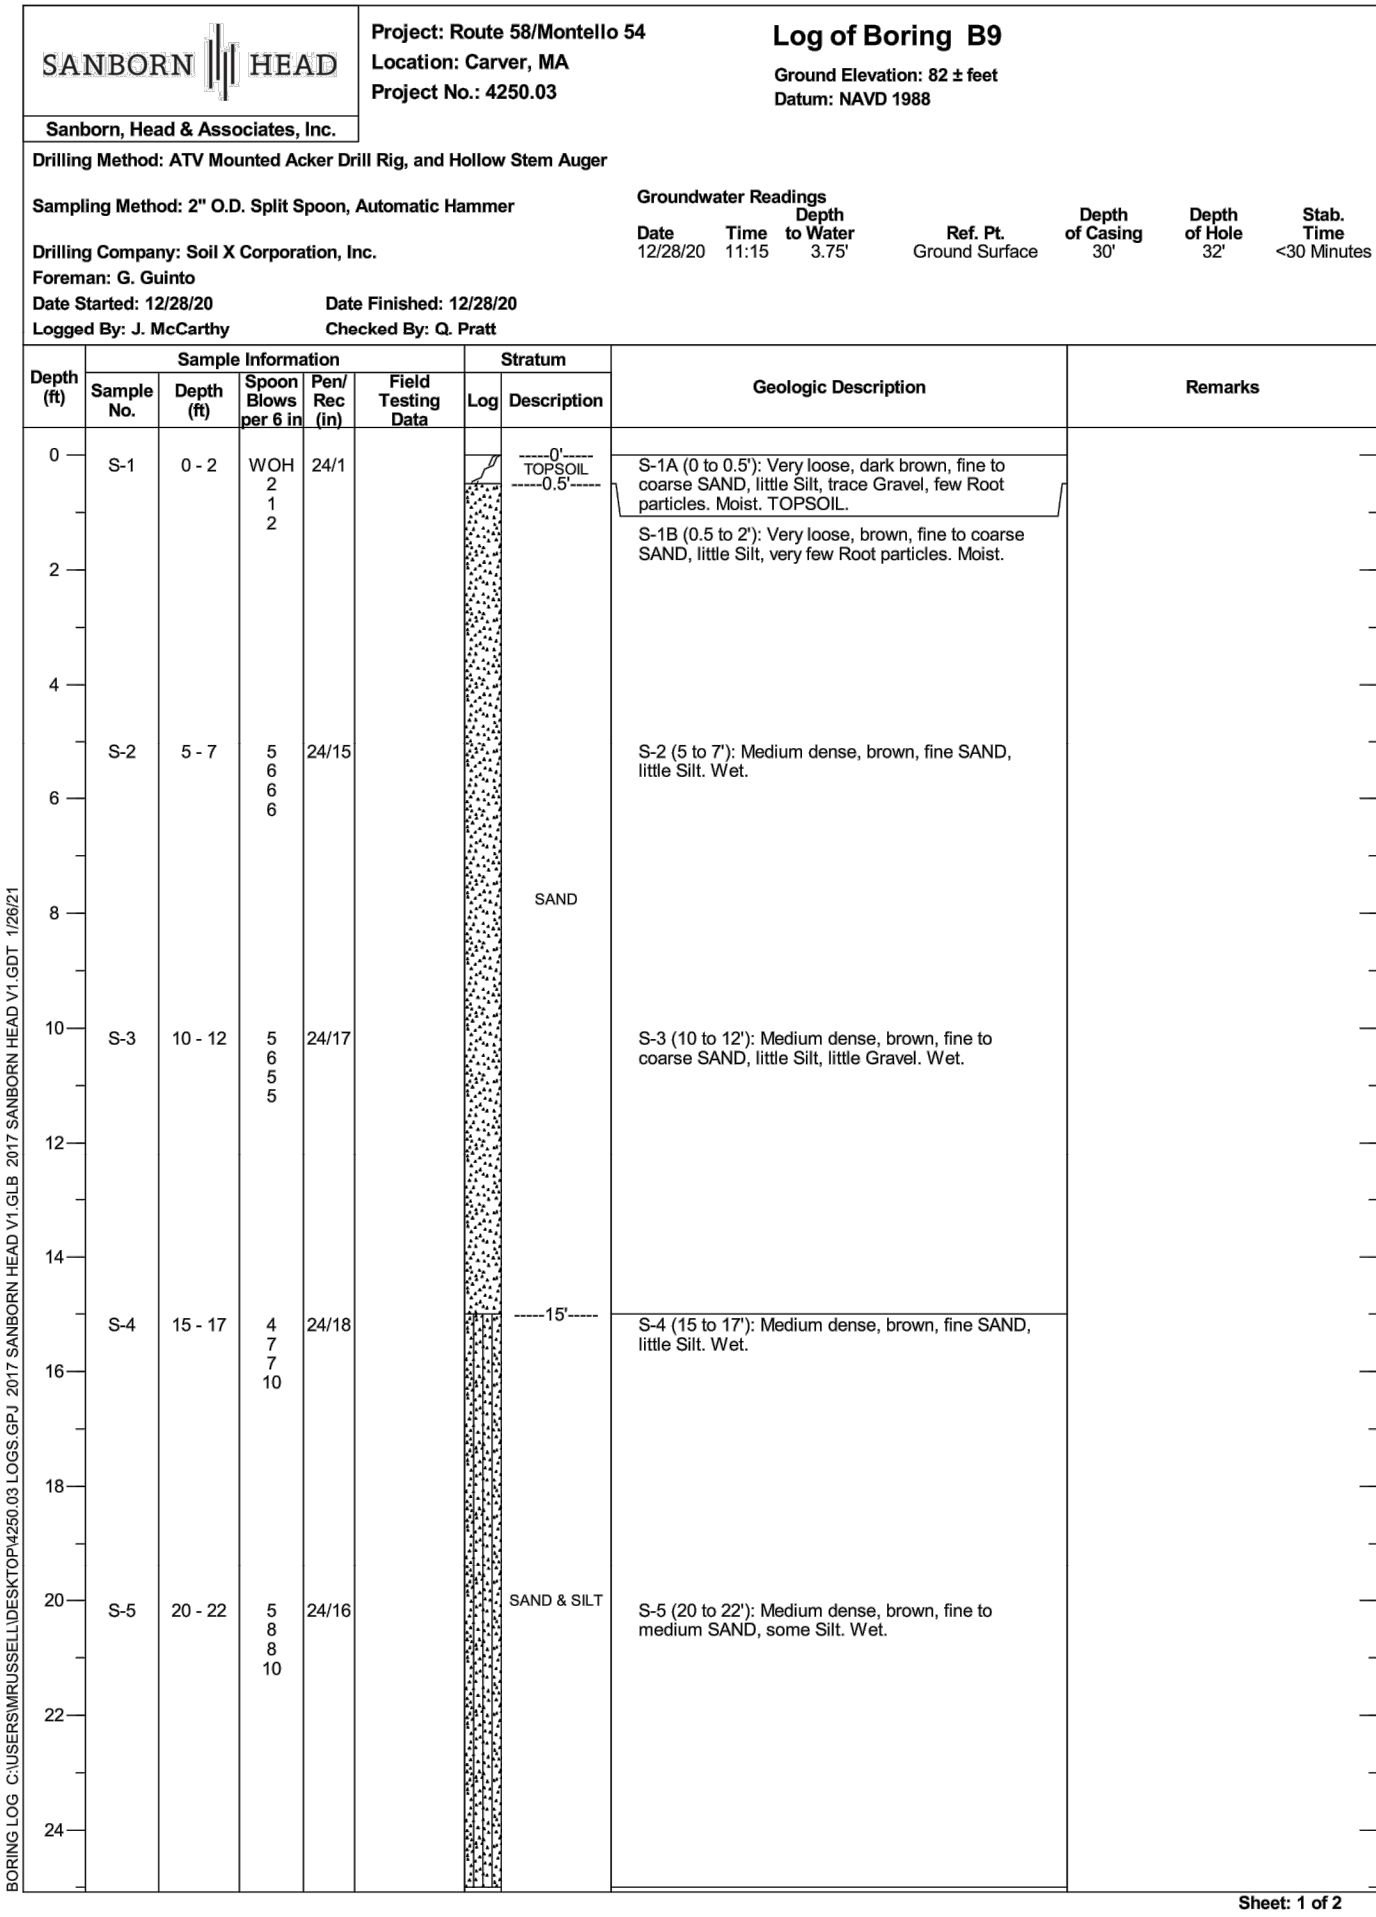 SANBORN HEAD
Sanborn, Head & Associates, Inc.
Project: Route 58/Montello 54
Location: Carver, MA
Project No.: 4250.03
Log of Boring B9
Ground Elevation: 82 ± feet
Datum: NAVD 1988
Drilling Method: ATV Mounted Acker Drill Rig, and Hollow Stem Auger
Sampling Method: 2" O.D. Split Spoon, Automatic Hammer
Drilling Company: Soil X Corporation, Inc.
Foreman: G. Guinto
Date Started: 12/28/20 Date Finished: 12/28/20
Logged By: J. McCarthy Checked By: Q. Pratt
Groundwater Readings
Depth Depth Depth Stab.
Date Time to Water Ref. Pt. of Casing of Hole Time
12/28/20 11:15 3.75' Ground Surface 30' 32' <30 Minutes
Depth
(ft)
Sample Information
Sample
No.
Depth
(ft)
Spoon
Blows
per 6 in
Pen/
Rec
(in)
Field
Testing
Data
Stratum
Log Description
Geologic Description
Remarks
0
S-1 0 - 2 WOH 24/1
2
1
2
-----0'-----
TOPSOIL
-----0.5'-----
S-1A (0 to 0.5'): Very loose, dark brown, fine to
coarse SAND, little Silt, trace Gravel, few Root
particles. Moist. TOPSOIL.
S-1B (0.5 to 2'): Very loose, brown, fine to coarse
SAND, little Silt, very few Root particles. Moist.
2
4
S-2 5 - 7 5 24/15
6
6
6
S-2 (5 to 7'): Medium dense, brown, fine SAND,
little Silt. Wet.
6
SAND
8
10
S-3 10 - 12 5 24/17
6
5
5
S-3 (10 to 12'): Medium dense, brown, fine to
coarse SAND, little Silt, little Gravel. Wet.
12
14
-----15'-----
S-4 15 - 17 4 24/18
7
7
10
S-4 (15 to 17'): Medium dense, brown, fine SAND,
little Silt. Wet.
16
18
20
SAND & SILT
S-5 20 - 22 5 24/16
8
8
10
S-5 (20 to 22'): Medium dense, brown, fine to
medium SAND, some Silt. Wet.
22
24
BORING LOG C:\USERS\MRUSSELL\DESKTOP\4250.03 LOGS.GPJ 2017 SANBORN HEAD V1.GLB 2017 SANBORN HEAD V1.GDT 1/26/21
Sheet: 1 of 2